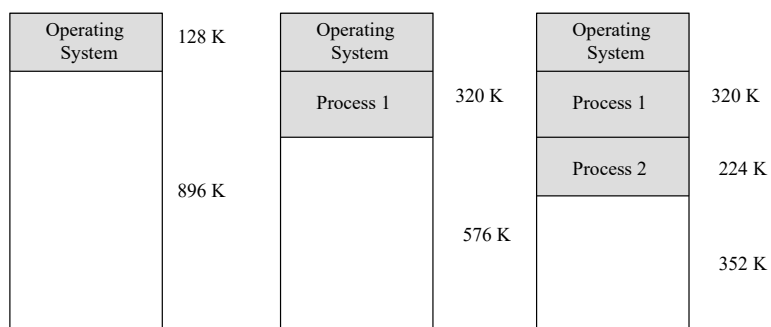 Operating
System
128 K
896 K
Operating
System
Process 1
320 K
576 K
Operating
System
Process 1
320 K
Process 2
224 K
352 K